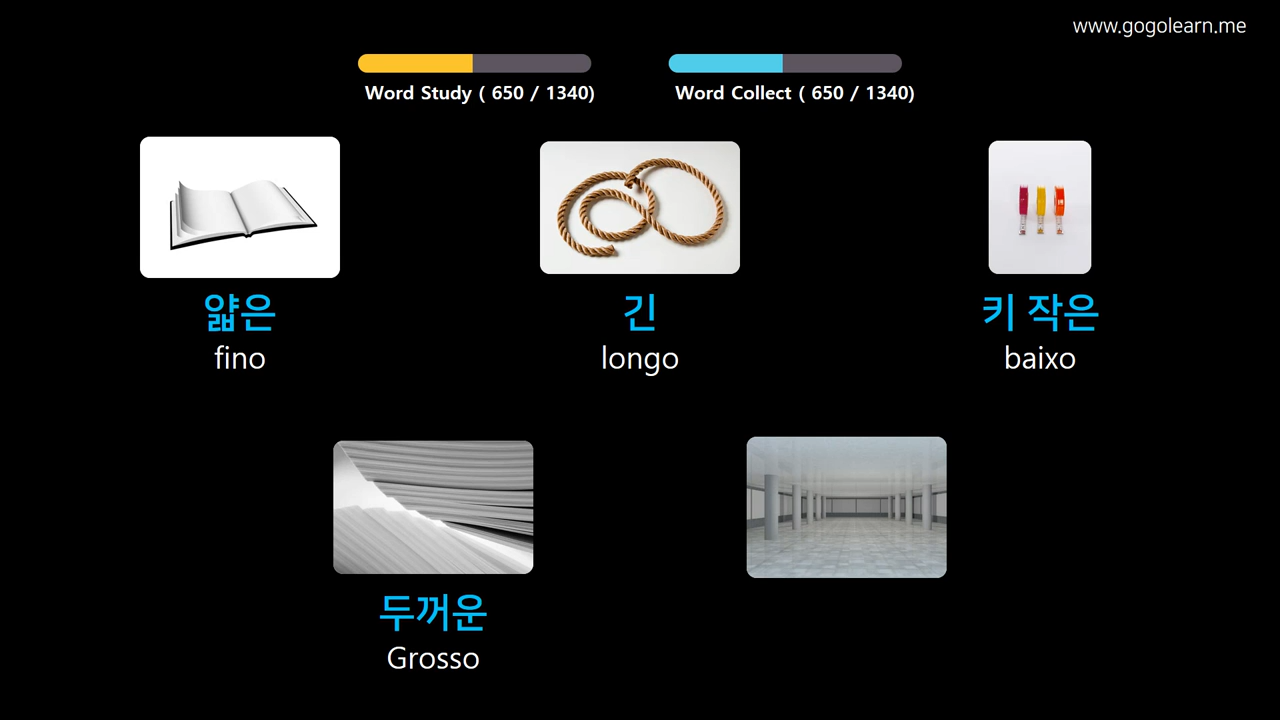 www.gogolearn.me
Word Study ( 650 / 1340)
Word Collect ( 650 / 1340)
얇은
fino
긴
longo
키 작은
baixo
두꺼운
Grosso